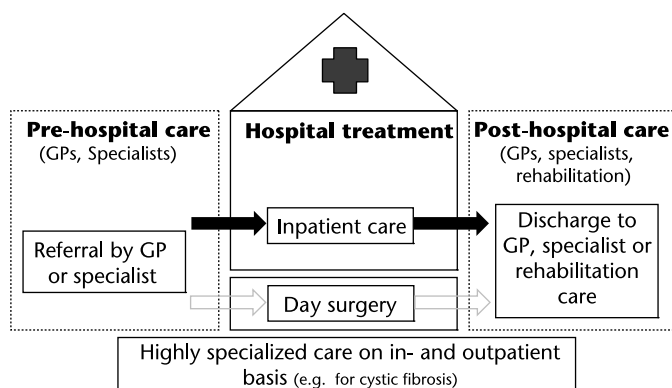 Pre-hospital care
(GPs, Specialists)
Referral by GP
or specialist
Hospital treatment
Inpatient care
Day surgery
Post-hospital care
(GPs, specialists,
rehabilitation)
Discharge to
GP, specialist or
rehabilitation
care
Highly specialized care on in- and outpatient
basis (e.g. for cystic fibrosis)